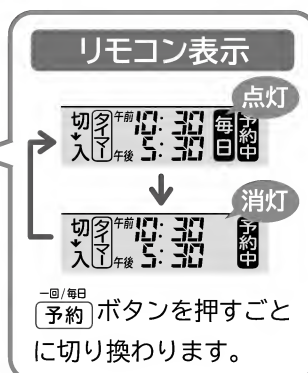 リモコン表示
点灯
切 タイマー 午前 10:30 毎日 予約中
入 午後 5:30
消灯
切 タイマー 午前 10:30 予約中
入 午後 5:30
一回/毎日
予約 ボタンを押すごと
に切り換わります。